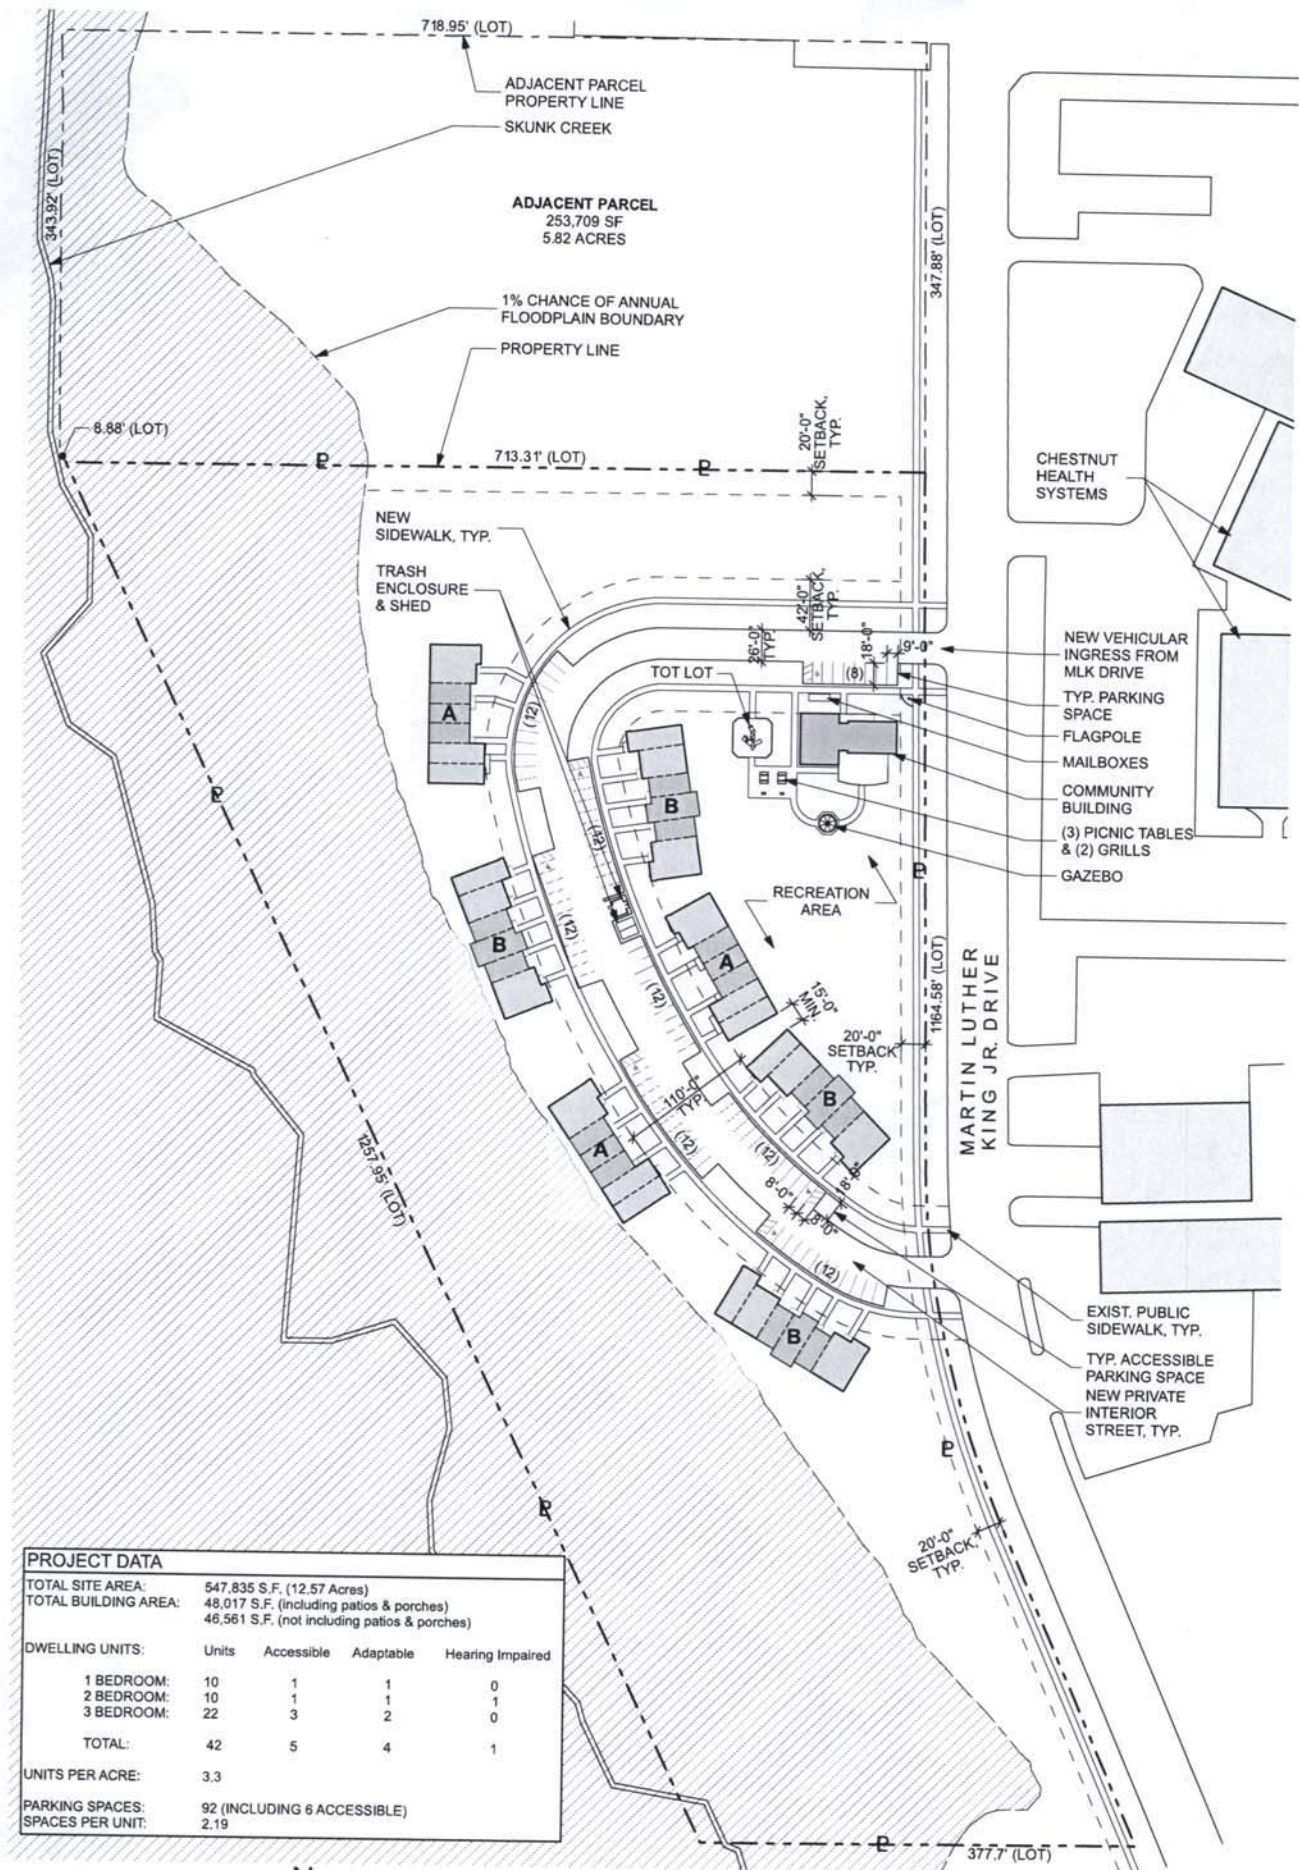 718.95' (LOT)
ADJACENT PARCEL
PROPERTY LINE
SKUNK CREEK
343.92' (LOT)
ADJACENT PARCEL
253,709 SF
5.82 ACRES
347.88' (LOT)
1% CHANCE OF ANNUAL
FLOODPLAIN BOUNDARY
PROPERTY LINE
8.88' (LOT)
713.31' (LOT)
20'-0"
SETBACK,
TYP.
CHESTNUT
HEALTH
SYSTEMS
NEW
SIDEWALK, TYP.
TRASH
ENCLOSURE
& SHED
42'-0"
SETBACK,
TYP.
26'-0"
TYP.
18'-0"
9'-0"
(8)
TOT LOT
NEW VEHICULAR
INGRESS FROM
MLK DRIVE
TYP. PARKING
SPACE
FLAGPOLE
MAILBOXES
COMMUNITY
BUILDING
(3) PICNIC TABLES
& (2) GRILLS
GAZEBO
A
(12)
B
(12)
RECREATION
AREA
B
(12)
A
(12)
15'-0"
MIN.
20'-0"
SETBACK
TYP.
1164.58' (LOT)
MARTIN LUTHER
KING JR. DRIVE
110'-0"
TYP.
B
A
(12)
(12)
8'-0"
8'-0"
18'-0"
(12)
B
1257.95' (LOT)
EXIST. PUBLIC
SIDEWALK, TYP.
TYP. ACCESSIBLE
PARKING SPACE
NEW PRIVATE
INTERIOR
STREET, TYP.
20'-0"
SETBACK,
TYP.
377.7' (LOT)
PROJECT DATA
TOTAL SITE AREA: 547,835 S.F. (12.57 Acres)
TOTAL BUILDING AREA: 48,017 S.F. (including patios & porches)
46,561 S.F. (not including patios & porches)
DWELLING UNITS: Units Accessible Adaptable Hearing Impaired
1 BEDROOM: 10 1 1 0
2 BEDROOM: 10 1 1 1
3 BEDROOM: 22 3 2 0
TOTAL: 42 5 4 1
UNITS PER ACRE: 3.3
PARKING SPACES: 92 (INCLUDING 6 ACCESSIBLE)
SPACES PER UNIT: 2.19